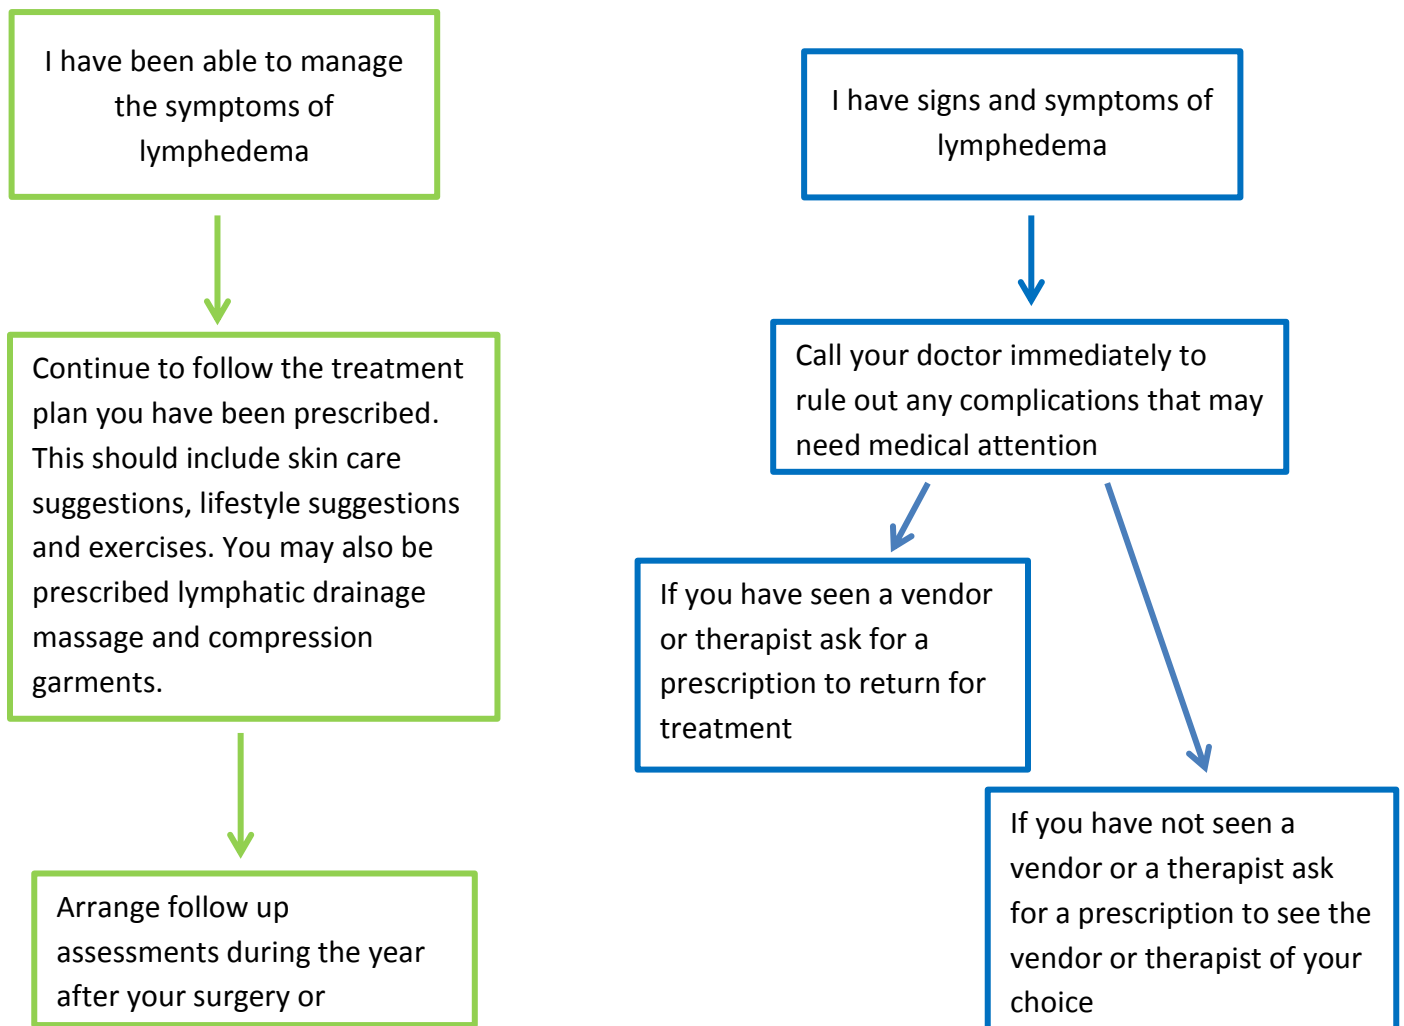 I have been able to manage
the symptoms of
lymphedema
Continue to follow the treatment
plan you have been prescribed.
This should include skin care
suggestions, lifestyle suggestions
and exercises. You may also be
prescribed lymphatic drainage
massage and compression
garments.
Arrange follow up
assessments during the year
after your surgery or
I have signs and symptoms of
lymphedema
Call your doctor immediately to
rule out any complications that may
need medical attention
If you have seen a vendor
or therapist ask for a
prescription to return for
treatment
If you have not seen a
vendor or a therapist ask
for a prescription to see the
vendor or therapist of your
choice